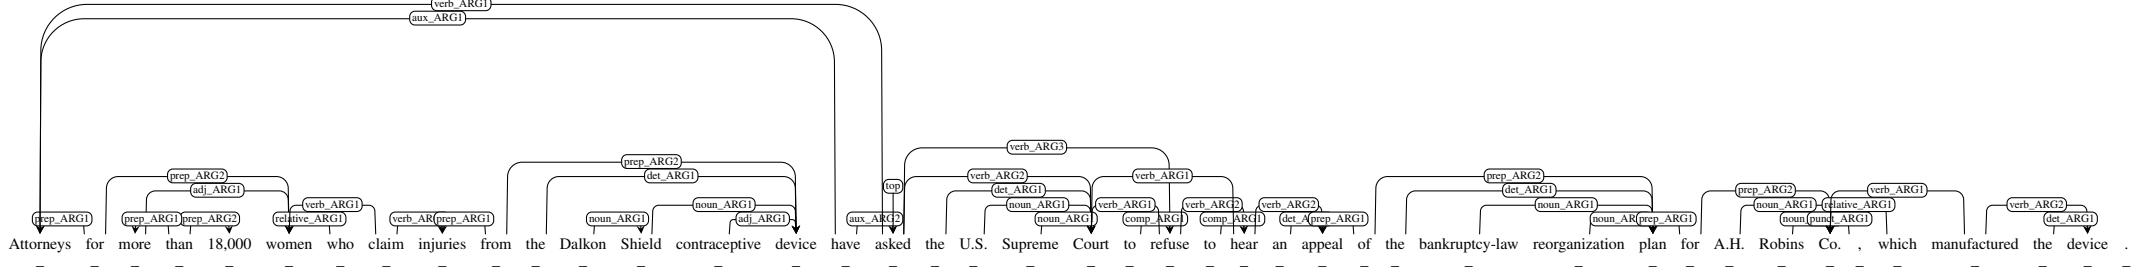 verb_ARG1
aux_ARG1
verb_ARG3
prep_ARG2
prep_ARG2 det_ARG1 verb_ARG2 verb_ARG1 prep_ARG2
top
adj_ARG1 det_ARG1 det_ARG1 prep_ARG2 verb_ARG1
verb_ARG1 noun_ARG1 noun_ARG1 verb_ARG1 verb_ARG2 verb_ARG2 noun_ARG1 noun_ARG1 relative_ARG1 verb_ARG2
prep_ARG1 prep_ARG1 prep_ARG2 relative_ARG1 prep_ARG1 noun_ARG1 adj_ARG1 aux_ARG2 noun_ARG1 comp_ARG1 comp_ARG1 prep_ARG1 prep_ARG1 punct_ARG1 det_ARG1
Attorneys for more than 18,000 women who claim injuries from the Dalkon Shield contraceptive device have asked the U.S. Supreme Court to refuse to hear an appeal of the bankruptcy-law reorganization plan for A.H. Robins Co. , which manufactured the device .